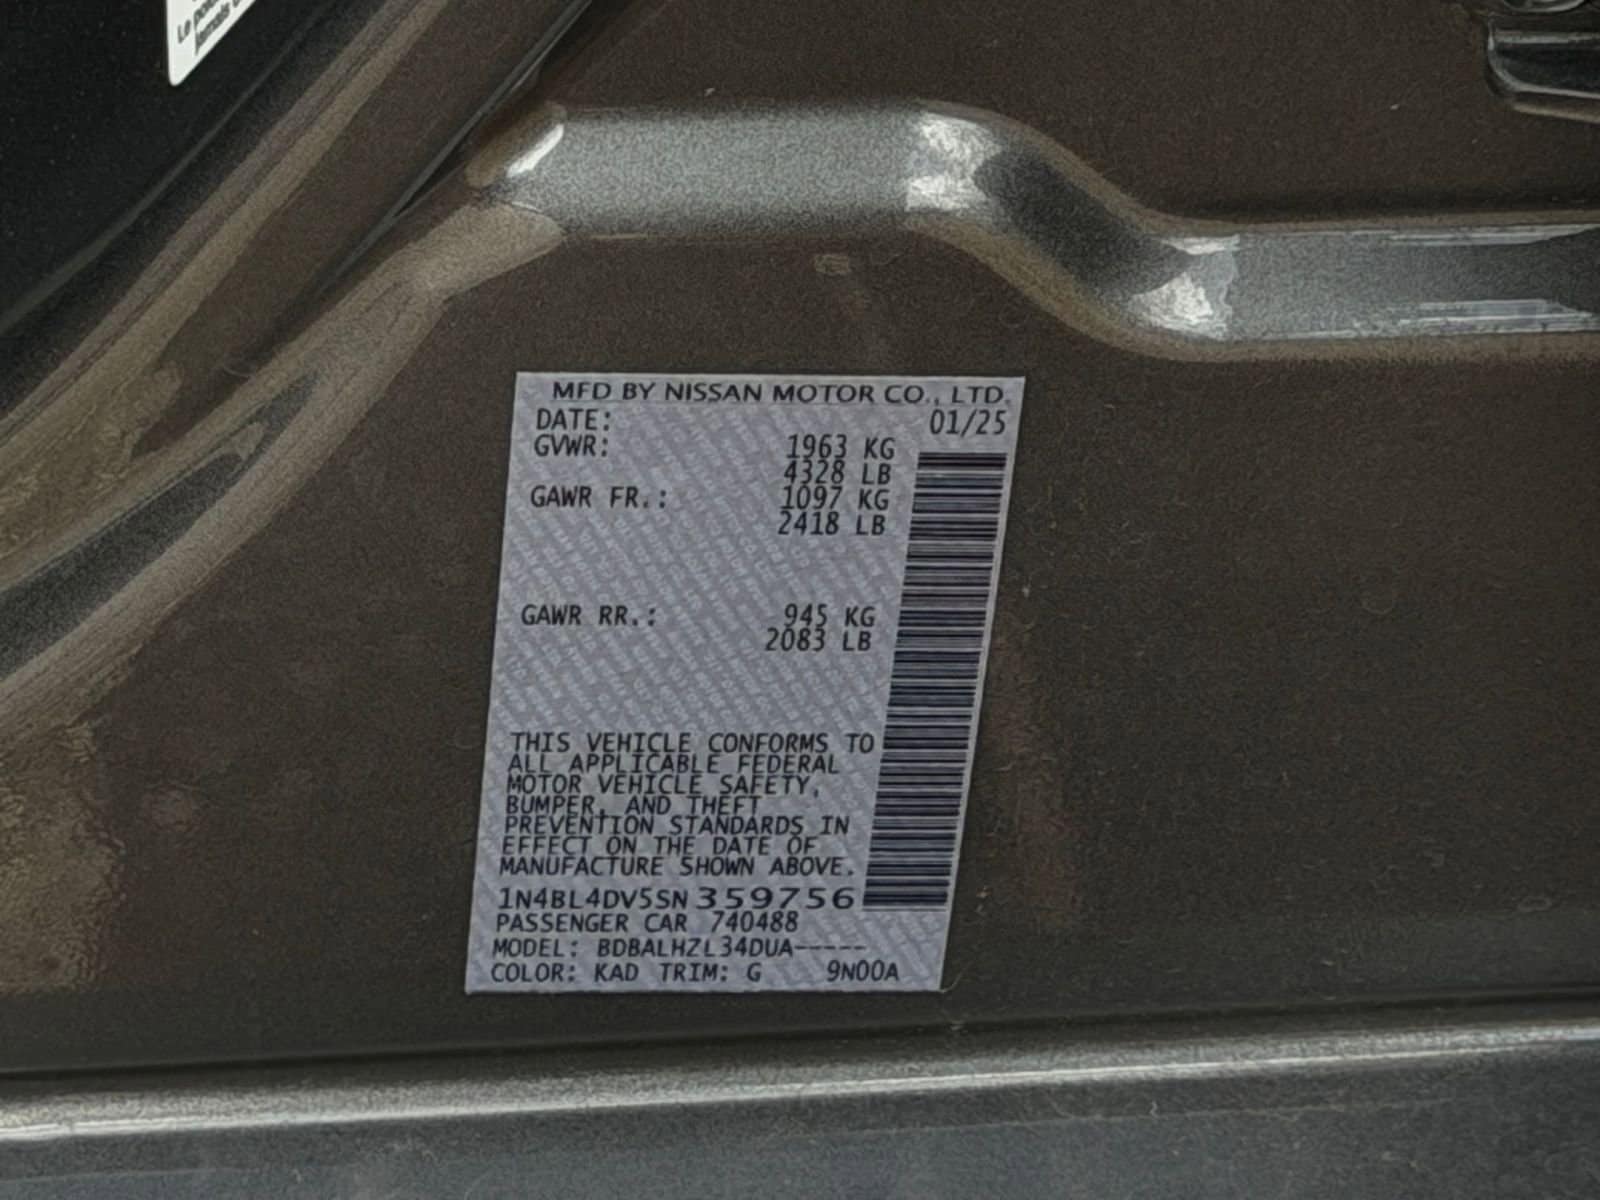 Le
jamais
MFD BY NISSAN MOTOR CO., LTD.
DATE: 01/25
GVWR: 1963 KG
4328 LB
GAWR FR.: 1097 KG
2418 LB
GAWR RR.: 945 KG
2083 LB
THIS VEHICLE CONFORMS TO
ALL APPLICABLE FEDERAL
MOTOR VEHICLE SAFETY,
BUMPER, AND THEFT
PREVENTION STANDARDS IN
EFFECT ON THE DATE OF
MANUFACTURE SHOWN ABOVE.
1N4BL4DV5SN359756
PASSENGER CAR 740488
MODEL: BDBALHZL34DUA-----
COLOR: KAD TRIM: G 9N00A